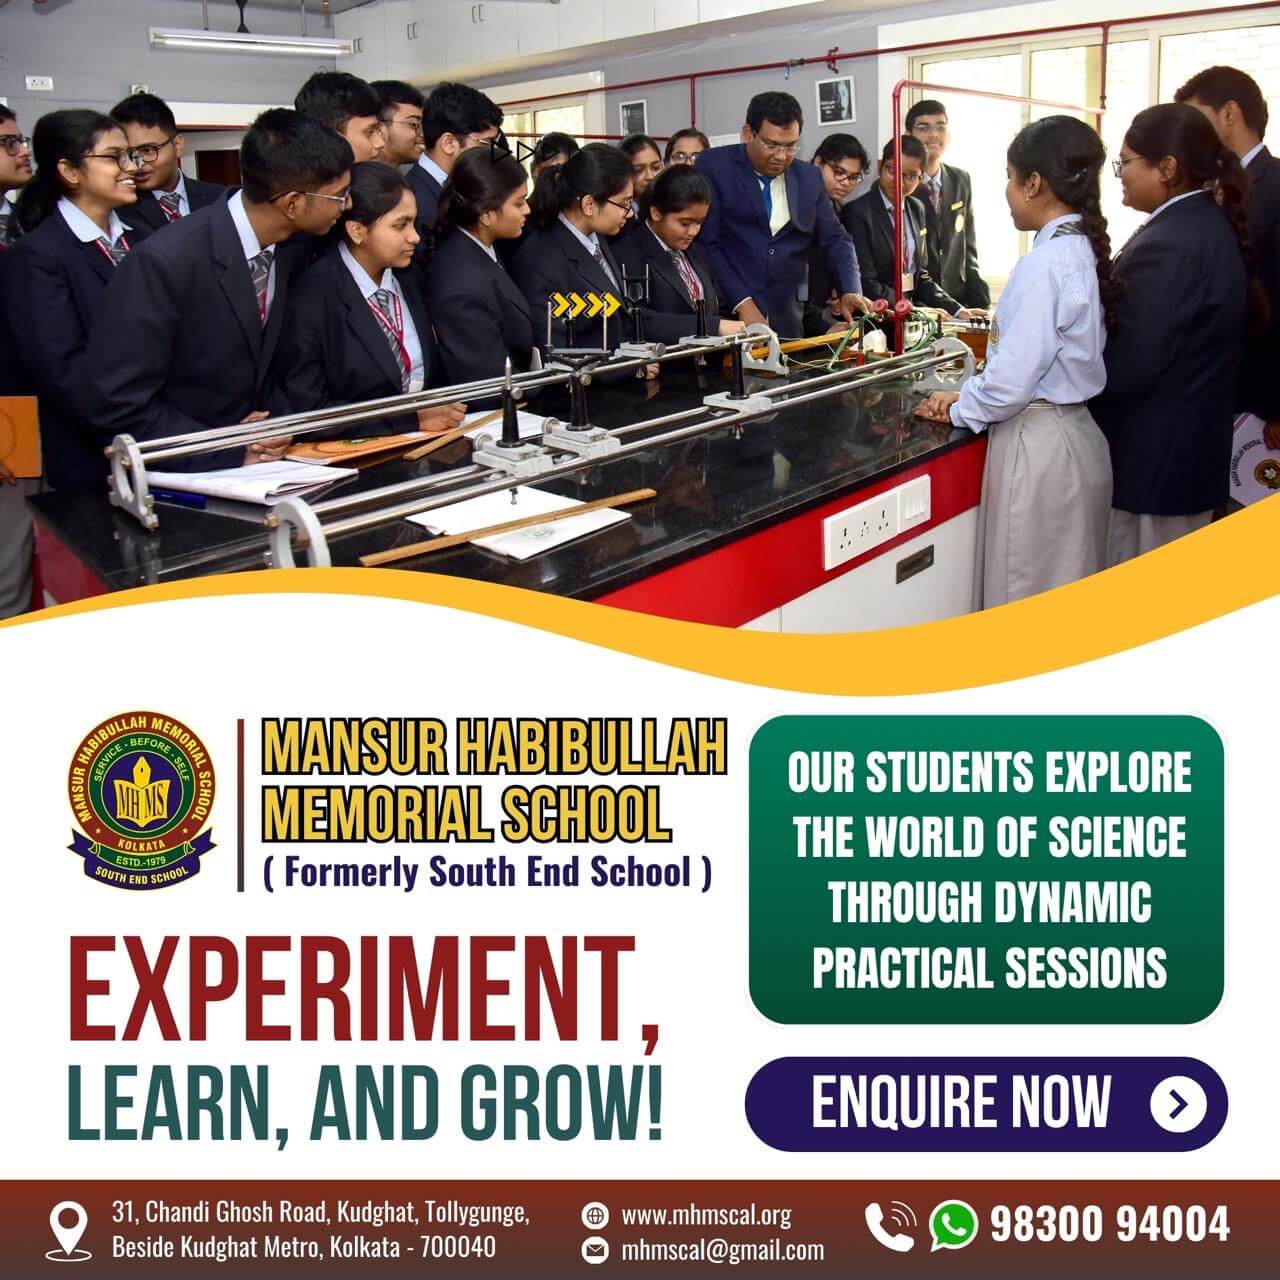 MANSUR HABIBULLAH MEMORIAL SCHOOL
SERVICE - BEFORE - SELF
MHMS
KOLKATA
ESTD.-1979
SOUTH END SCHOOL
MANSUR HABIBULLAH
MEMORIAL SCHOOL
( Formerly South End School )
EXPERIMENT,
LEARN, AND GROW!
OUR STUDENTS EXPLORE
THE WORLD OF SCIENCE
THROUGH DYNAMIC
PRACTICAL SESSIONS
ENQUIRE NOW
31, Chandi Ghosh Road, Kudghat, Tollygunge,
Beside Kudghat Metro, Kolkata - 700040
www.mhmscal.org
mhmscal@gmail.com
98300 94004